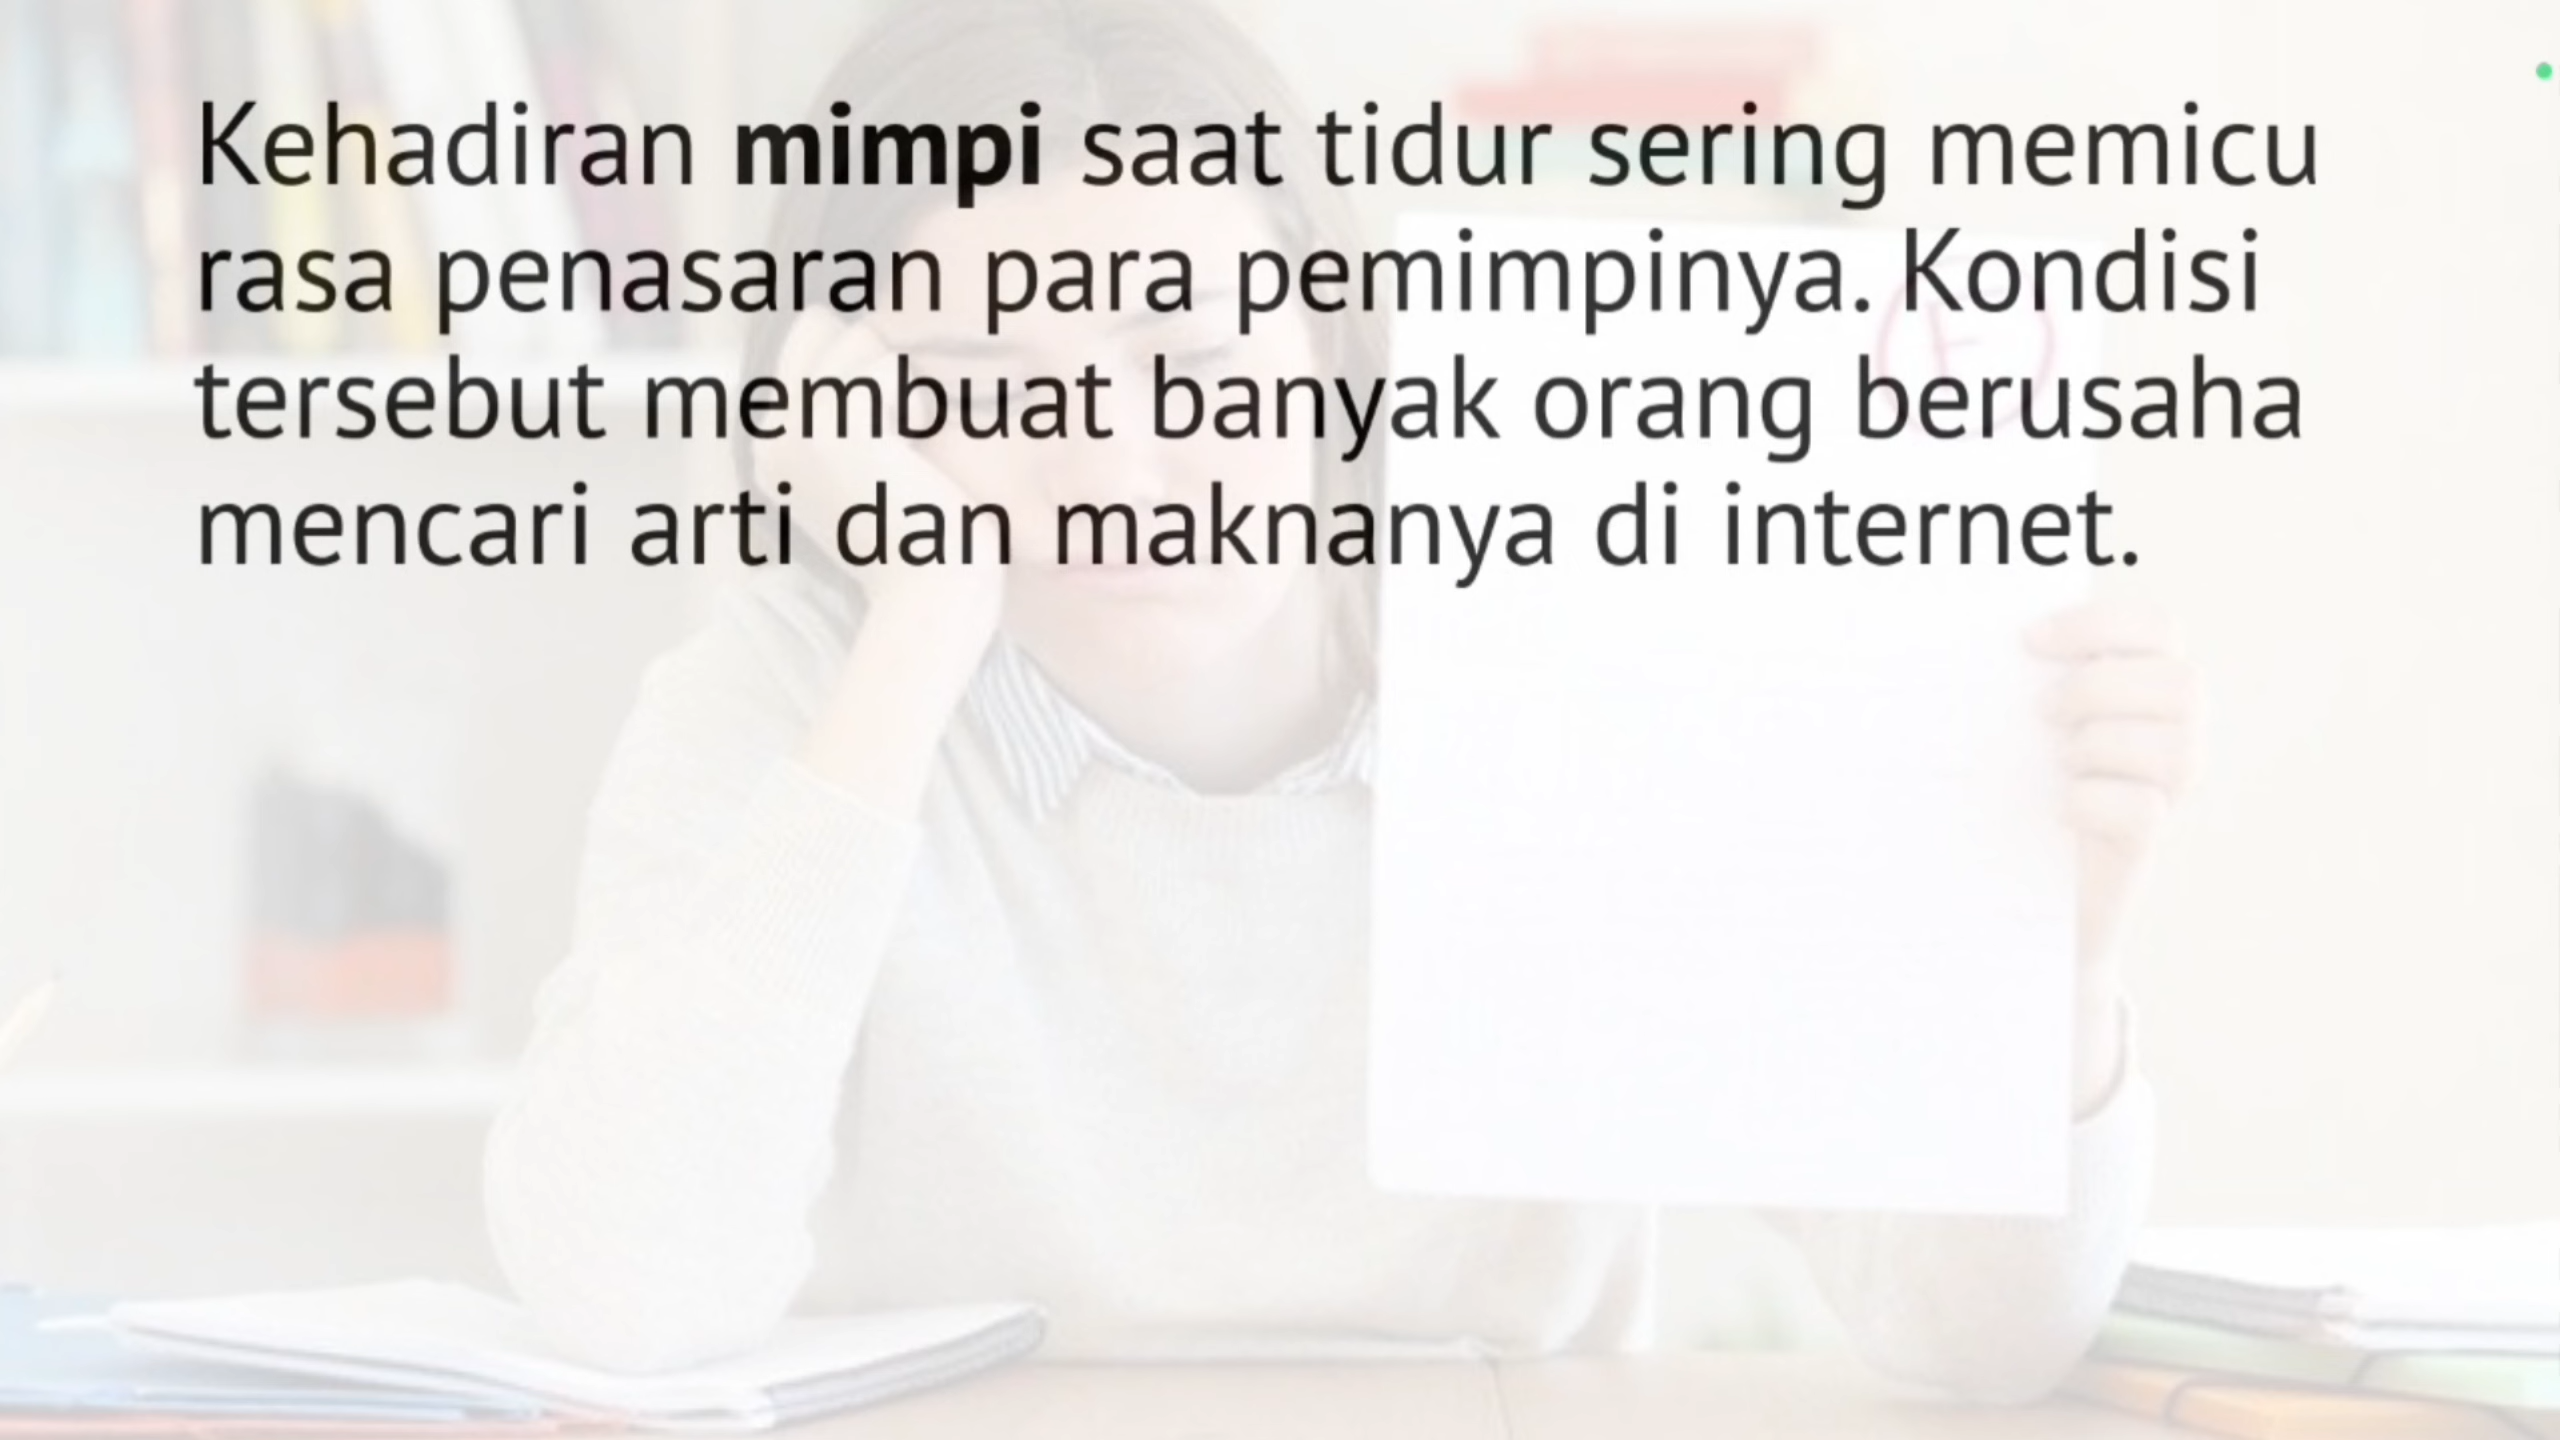 Kehadiran mimpi saat tidur sering memicu
rasa penasaran para pemimpinya. Kondisi
tersebut membuat banyak orang berusaha
mencari arti dan maknanya di internet.
F